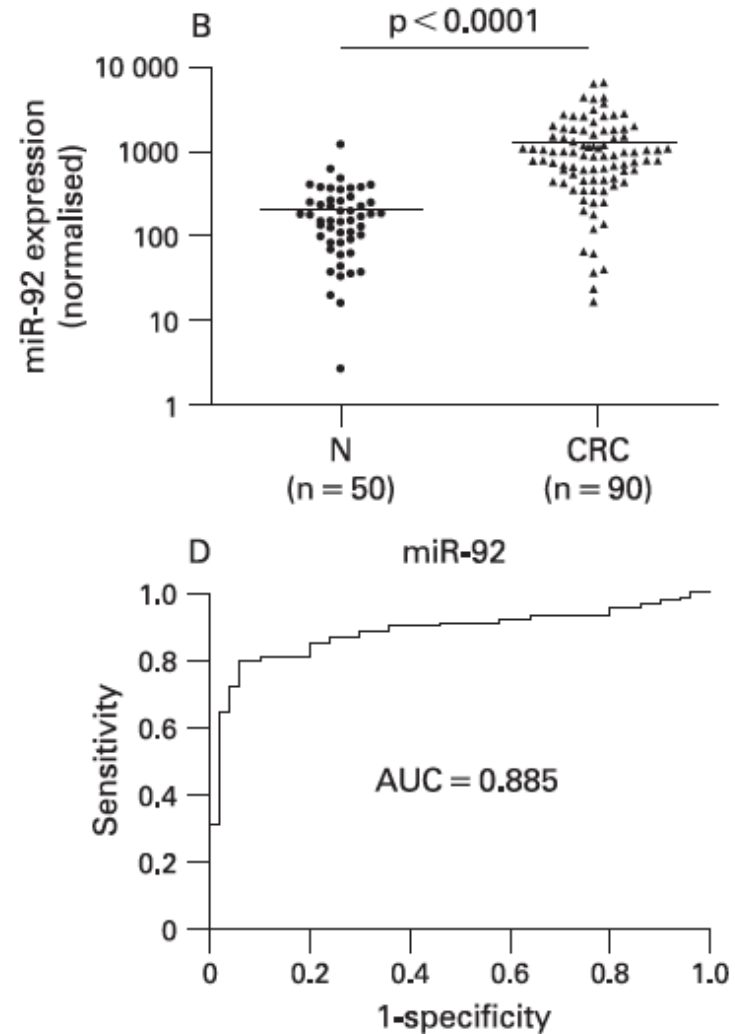 B
p < 0.0001
miR-92 expression
(normalised)
10 000
1000
100
10
1
N
(n = 50)
CRC
(n = 90)
D
miR-92
Sensitivity
1.0
0.8
0.6
0.4
0.2
0
AUC = 0.885
0
0.2
0.4
0.6
0.8
1.0
1-specificity